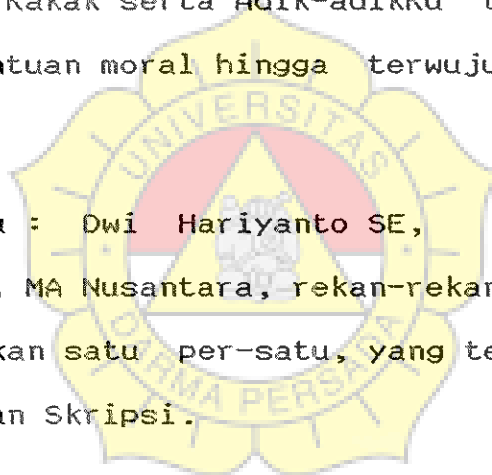 Kakak serta Adik-adikku
atuan moral hingga terwuju
: Dwi Hariyanto SE,
MA Nusantara, rekan-rekan
kan satu per-satu, yang te
an Skripsi.
UNIVERSITAS
DARMA PERSADA